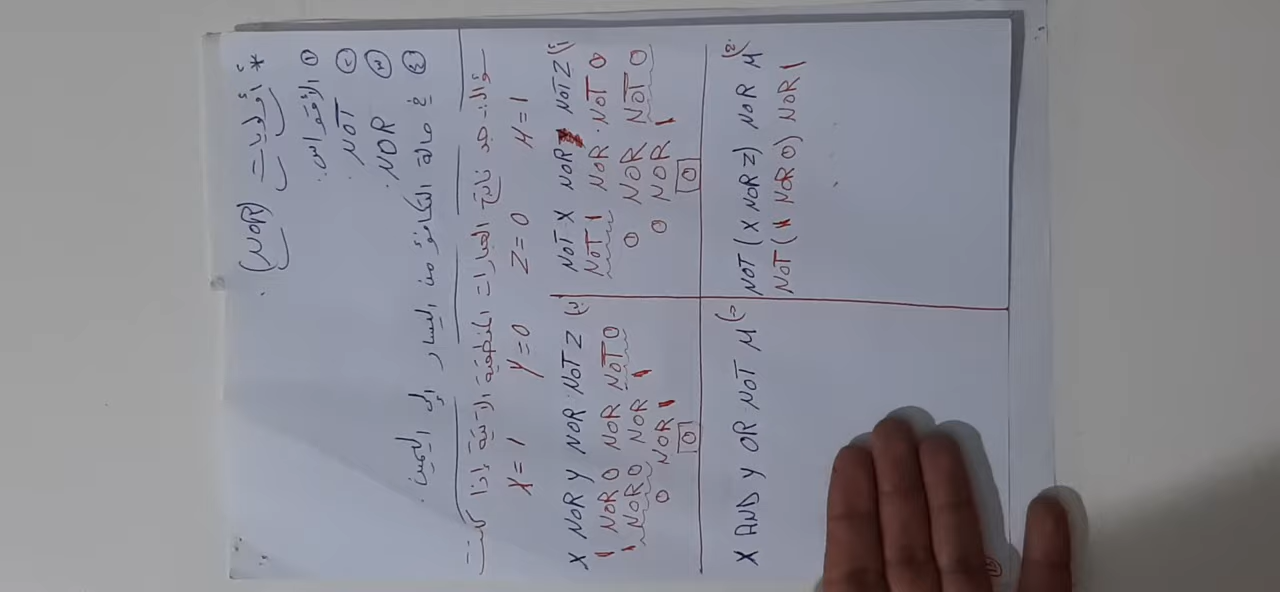 * أولويات (NOR)
① الأقواس.
② NOT
③ NOR.
④ في حالة التكافؤ من اليسار إلى اليمين.
سؤال:- جد ناتج العبارات المنطقية الآتية إذا كانت
X=1 Y=0 Z=0 M=1
(أ NOT X NOR NOT Z
NOT 1 NOR NOT 0
0 NOR NOT 0
0 NOR 1
0
(ب X NOR Y NOR NOT Z
1 NOR 0 NOR NOT 0
1 NOR 0 NOR 1
0 NOR 1
0
(ج NOT (X NOR Z) NOR M
NOT (1 NOR 0) NOR 1
(د X AND Y OR NOT M